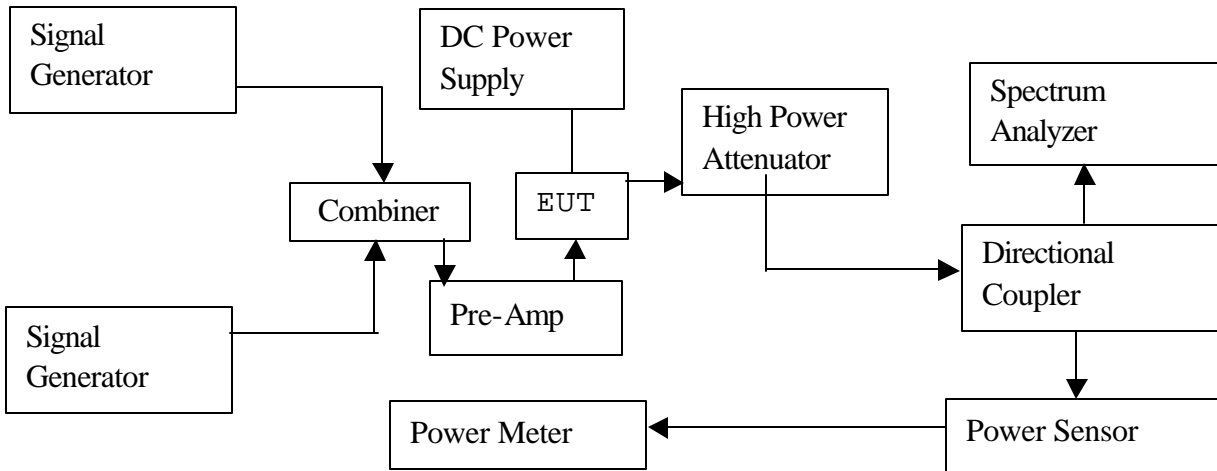 Signal
Generator
DC Power
Supply
High Power
Attenuator
Spectrum
Analyzer
Combiner
EUT
Pre-Amp
Directional
Coupler
Signal
Generator
Power Meter
Power Sensor